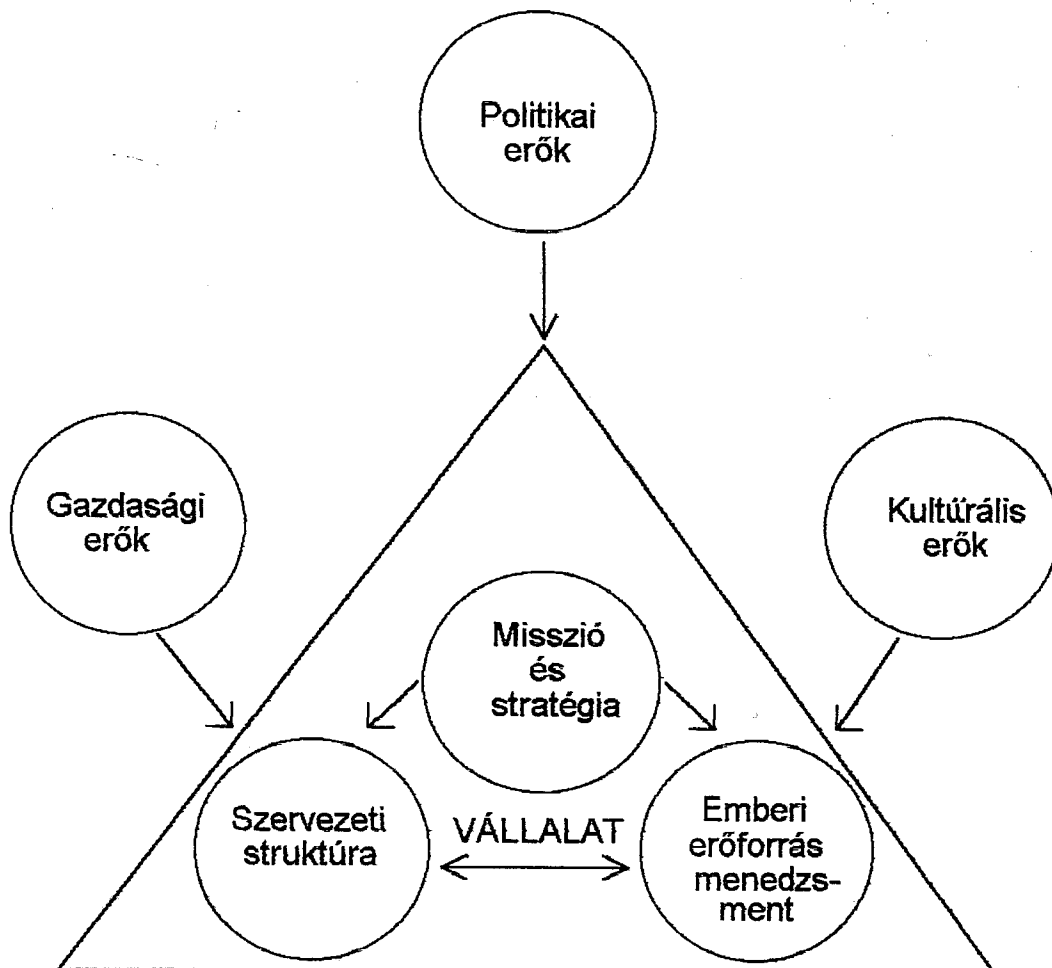 Politikai
erők
Gazdasági
erők
Kultúrális
erők
Misszió
és
stratégia
Szervezeti
struktúra
VÁLLALAT
Emberi
erőforrás
menedzs-
ment